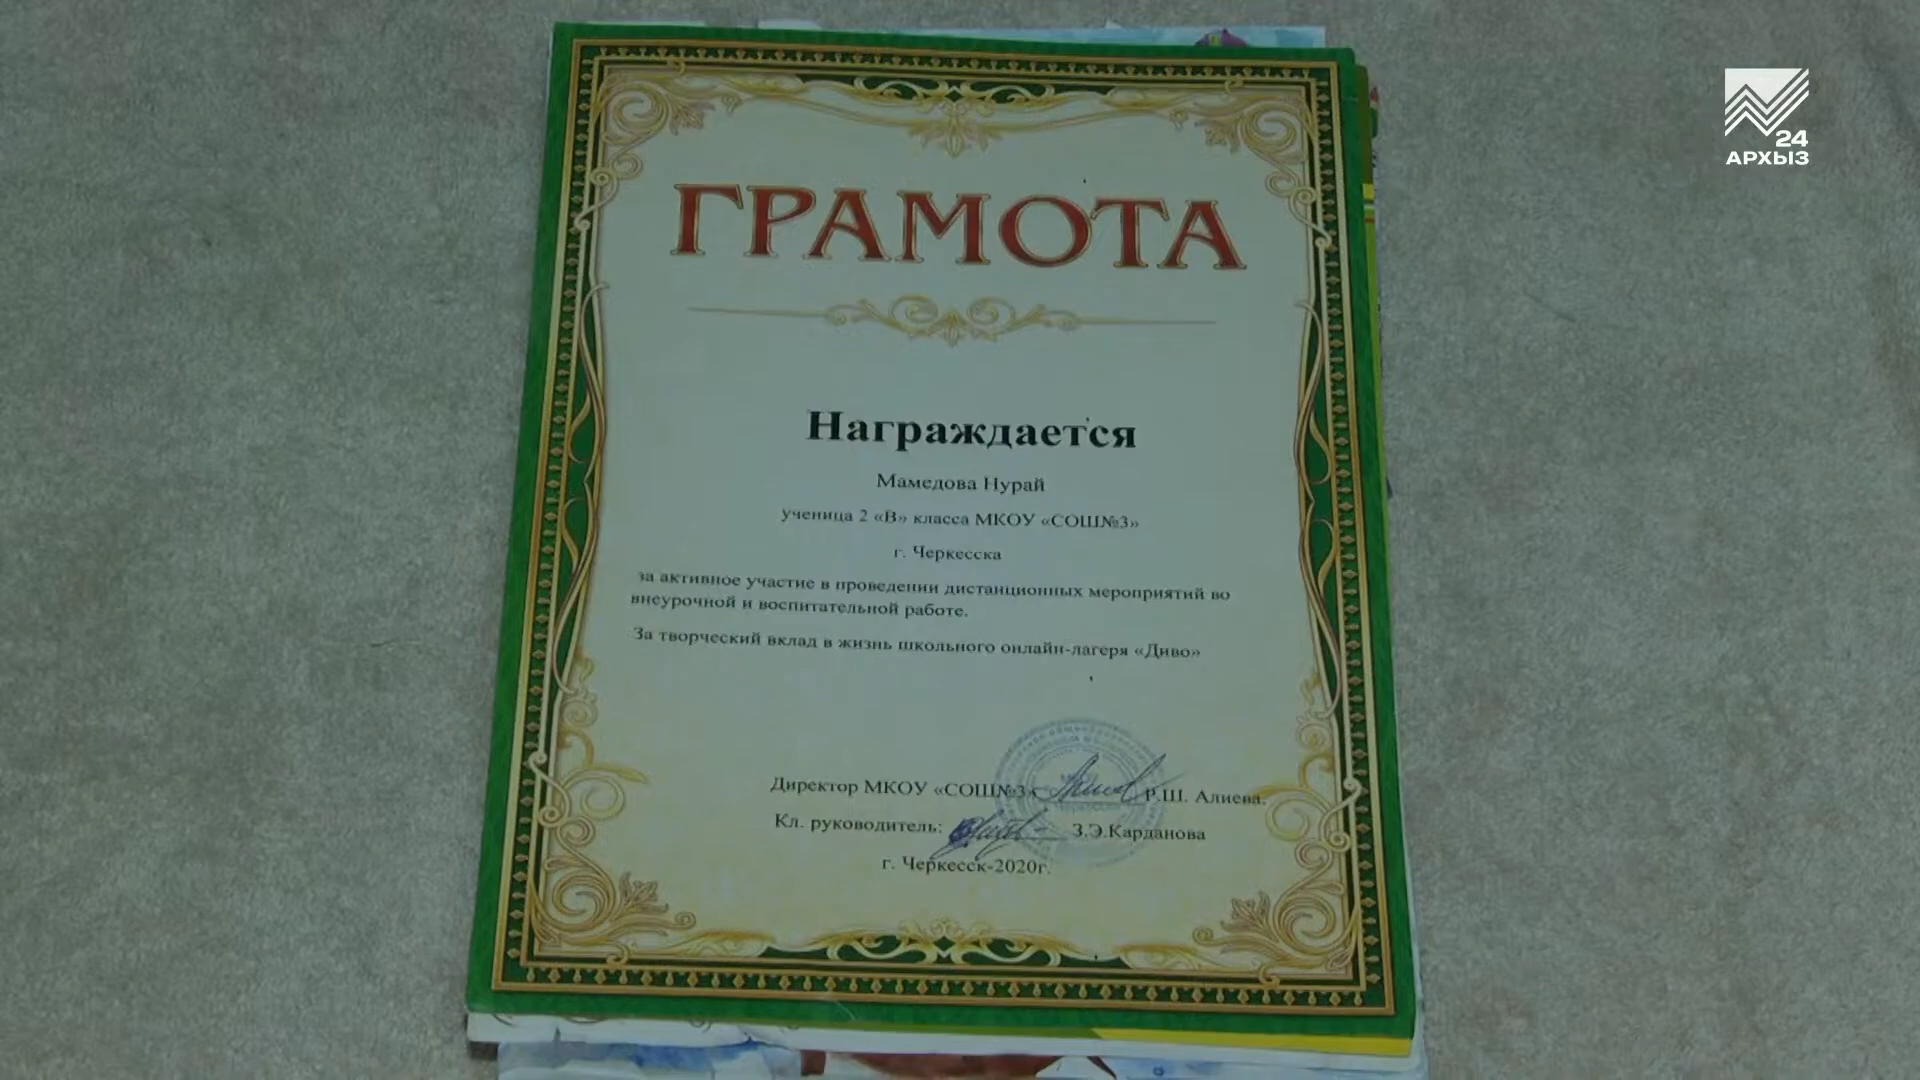 24
АРХЫЗ
ГРАМОТА
Награждается
Мамедова Нурай
ученица 2 «В» класса МКОУ «СОШ№3»
г. Черкесска
за активное участие в проведении дистанционных мероприятий во
внеурочной и воспитательной работе.
За творческий вклад в жизнь школьного онлайн-лагеря «Диво»
Директор МКОУ «СОШ№3» Р.Ш. Алиева.
Кл. руководитель: З.Э.Карданова
г. Черкесск-2020г.